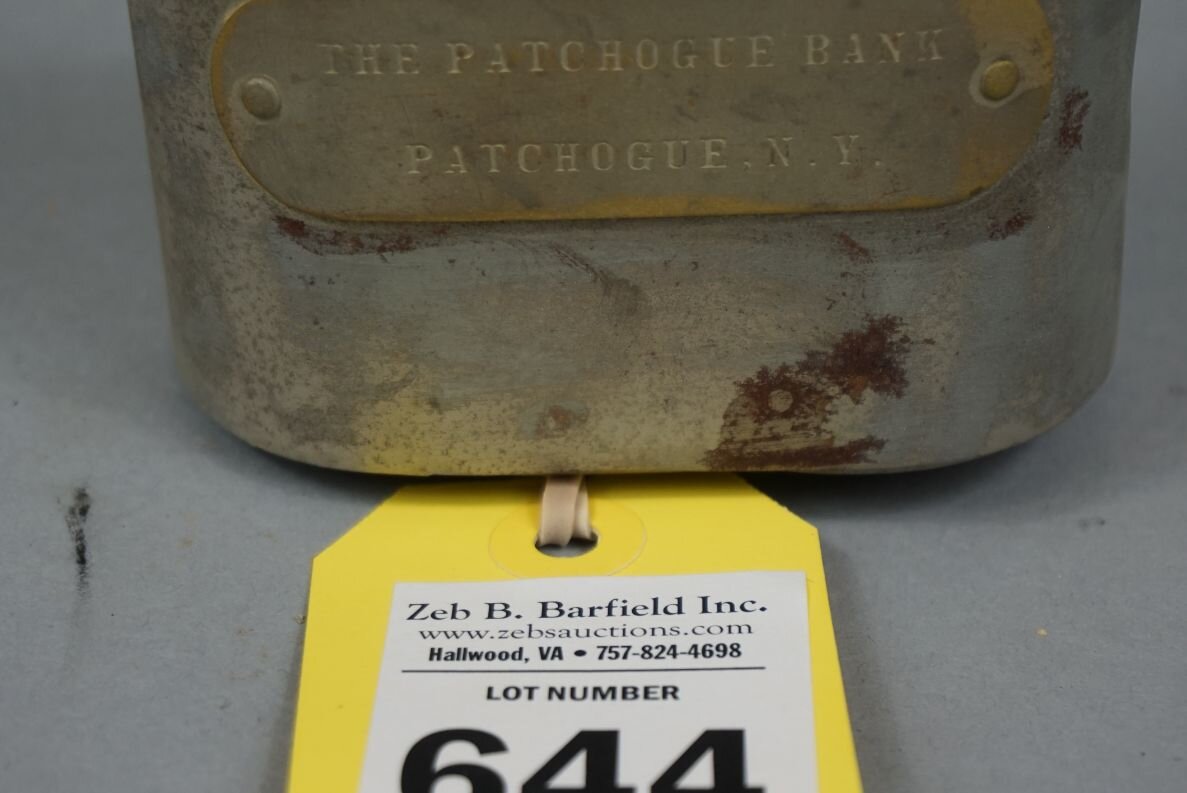 THE PATCHOGUE BANK
PATCHOGUE, N.Y.
Zeb B. Barfield Inc.
www.zebsauctions.com
Hallwood, VA • 757-824-4698
LOT NUMBER
644